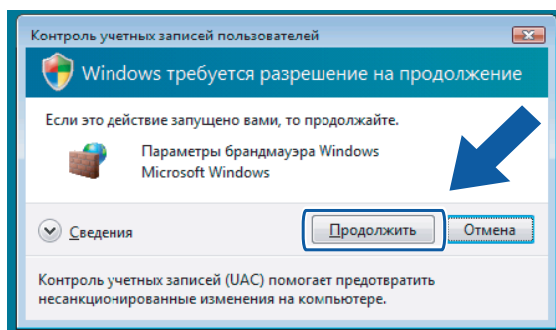 Контроль учетных записей пользователей
Windows требуется разрешение на продолжение
Если это действие запущено вами, то продолжайте.
Параметры брандмауэра Windows
Microsoft Windows
Сведения
Продолжить
Отмена
Контроль учетных записей (UAC) помогает предотвратить
несанкционированные изменения на компьютере.